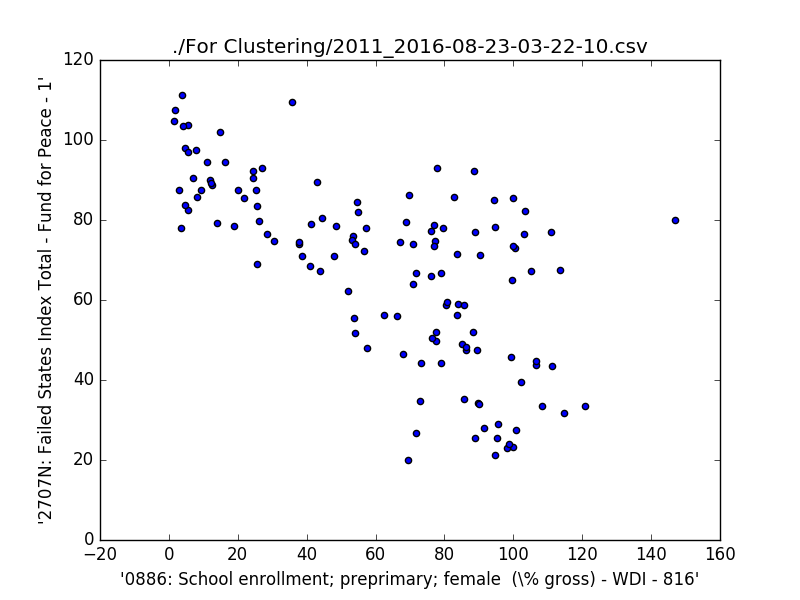 ./For Clustering/2011_2016-08-23-03-22-10.csv
120
100
80
60
40
20
0
'2707N: Failed States Index Total - Fund for Peace - 1'
−20 0 20 40 60 80 100 120 140 160
'0886: School enrollment; preprimary; female  (\% gross) - WDI - 816'